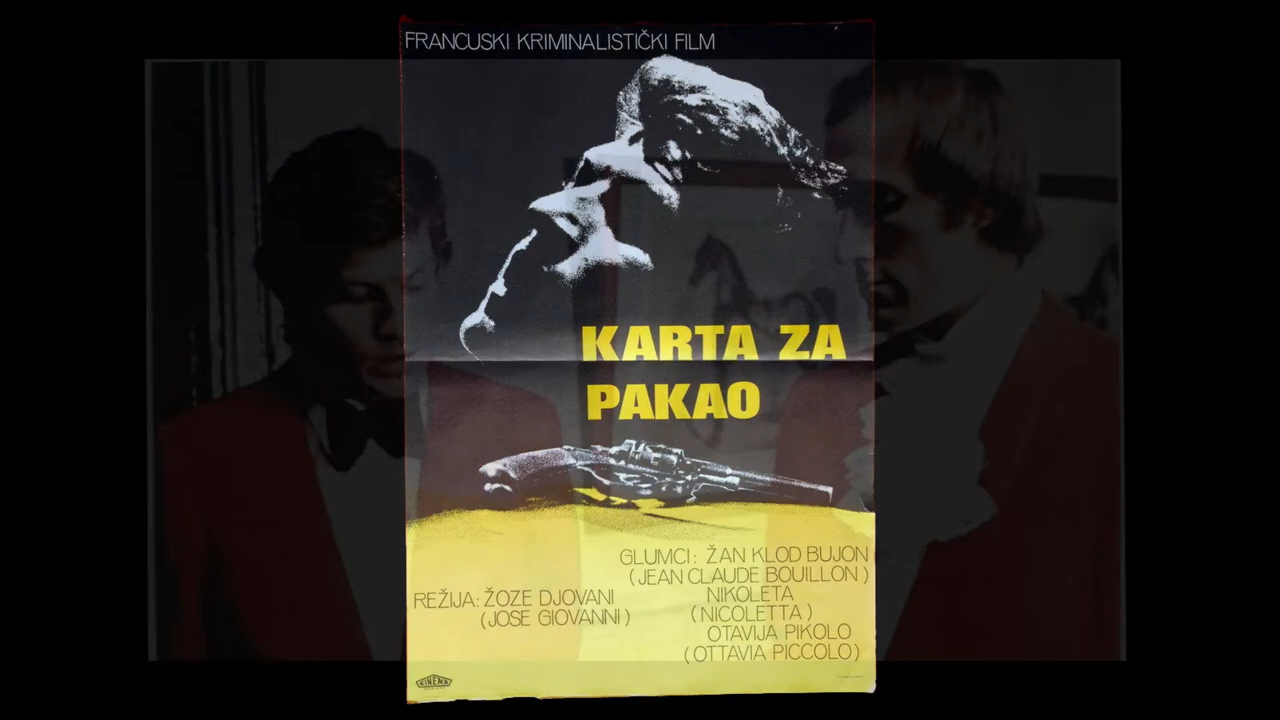 FRANCUSKI KRIMINALISTIČKI FILM
KARTA ZA
PAKAO
GLUMCI: ŽAN KLOD BUJON
(JEAN CLAUDE BOUILLON)
NIKOLETA
(NICOLETTA)
OTAVIJA PIKOLO
(OTTAVIA PICCOLO)
REŽIJA: ŽOZE DJOVANI
(JOSE GIOVANNI)
KINEMA